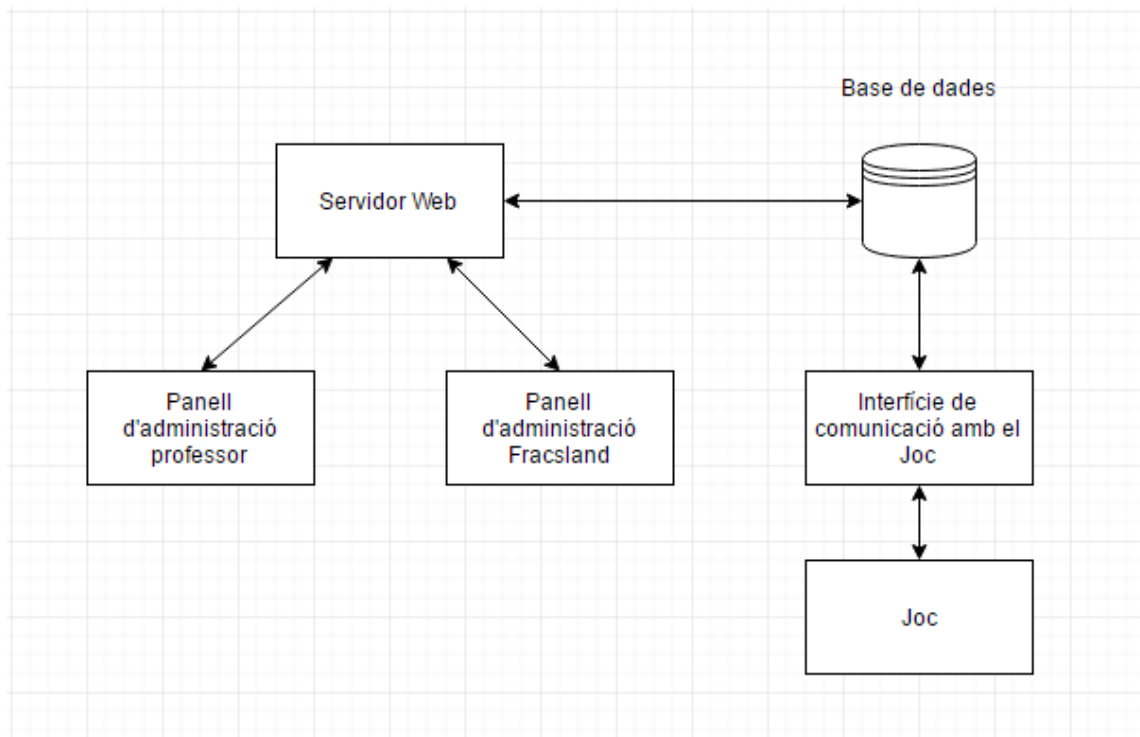 Base de dades
Servidor Web
Panell
d'administració
professor
Panell
d'administració
Fracsland
Interfície de
comunicació amb el
Joc
Joc